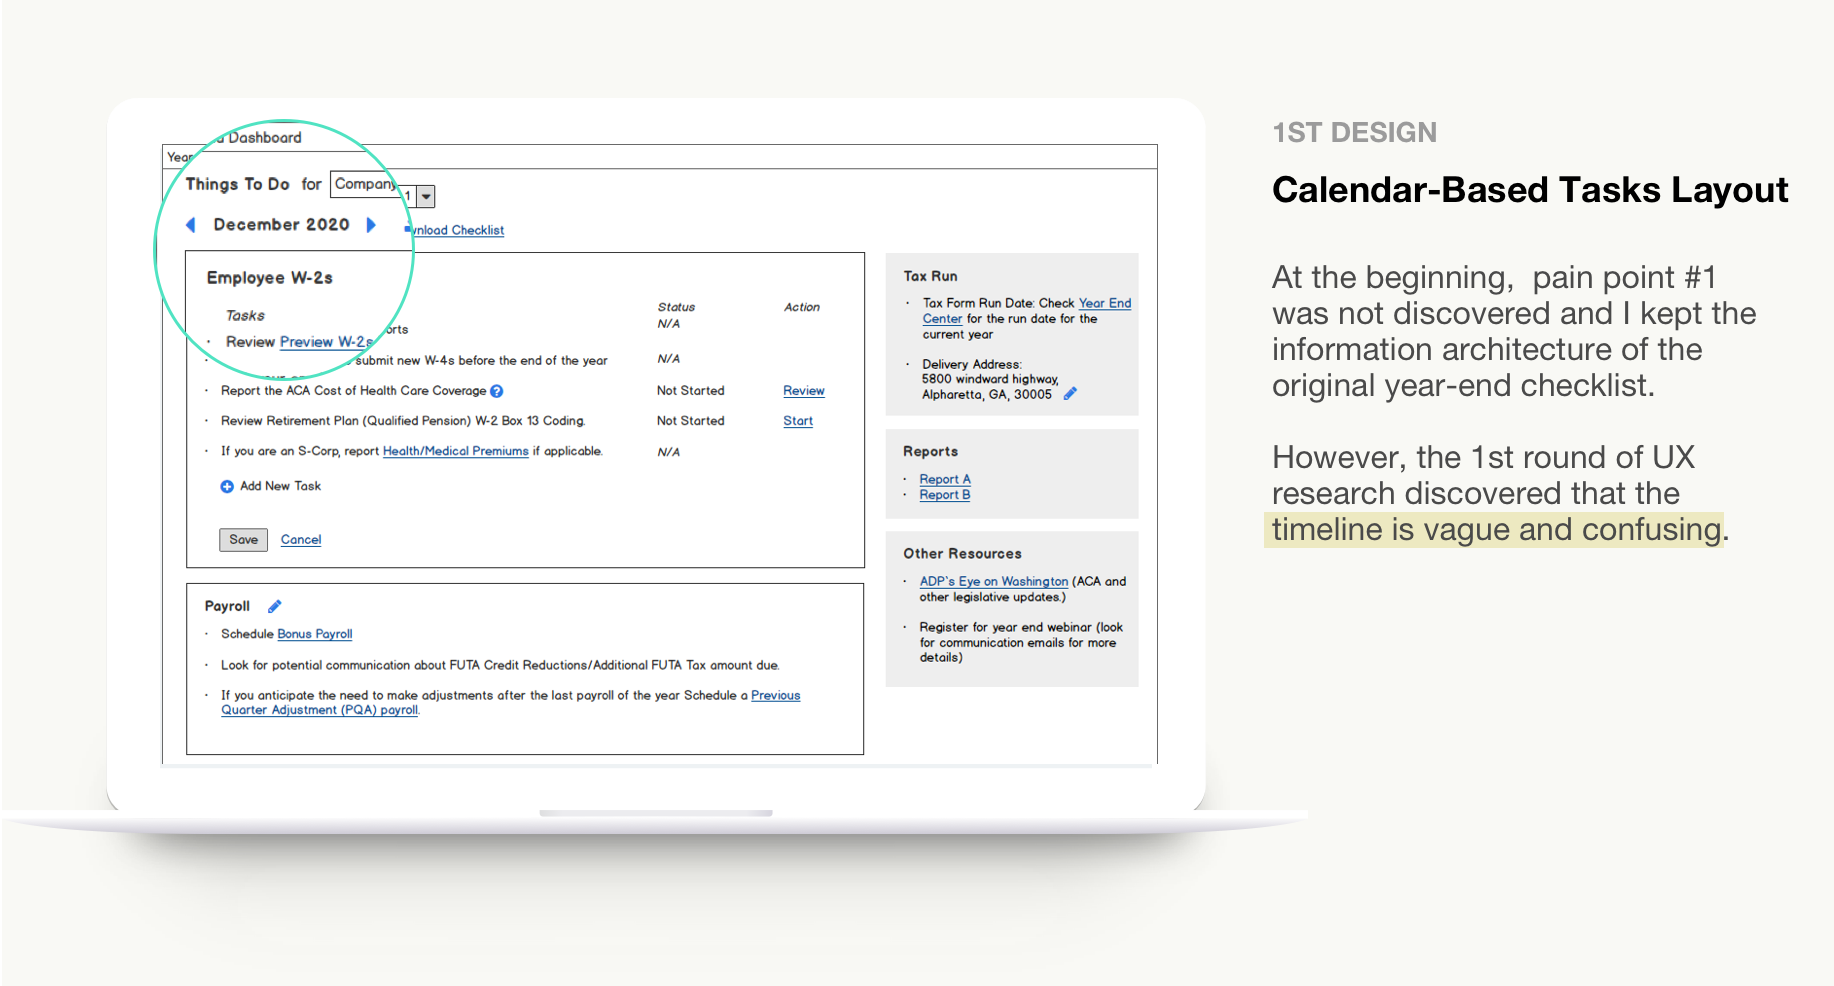 Dashboard
Year
Things To Do for Company 1
December 2020
wnload Checklist
Employee W-2s
Tasks Status Action
Review Preview W-2s orts N/A
submit new W-4s before the end of the year N/A
Report the ACA Cost of Health Care Coverage ? Not Started Review
Review Retirement Plan (Qualified Pension) W-2 Box 13 Coding. Not Started Start
If you are an S-Corp, report Health/Medical Premiums if applicable. N/A
Add New Task
Save Cancel
Payroll
Schedule Bonus Payroll
Look for potential communication about FUTA Credit Reductions/Additional FUTA Tax amount due.
If you anticipate the need to make adjustments after the last payroll of the year Schedule a Previous
Quarter Adjustment (PQA) payroll.
Tax Run
Tax Form Run Date: Check Year End
Center for the run date for the
current year
Delivery Address:
5800 windward highway,
Alpharetta, GA, 30005
Reports
Report A
Report B
Other Resources
ADP's Eye on Washington (ACA and
other legislative updates.)
Register for year end webinar (look
for communication emails for more
details)
1ST DESIGN
Calendar-Based Tasks Layout
At the beginning, pain point #1
was not discovered and I kept the
information architecture of the
original year-end checklist.
However, the 1st round of UX
research discovered that the
timeline is vague and confusing.